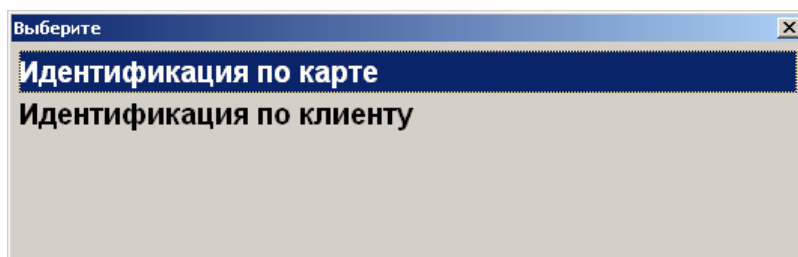 Выберите
Идентификация по карте
Идентификация по клиенту